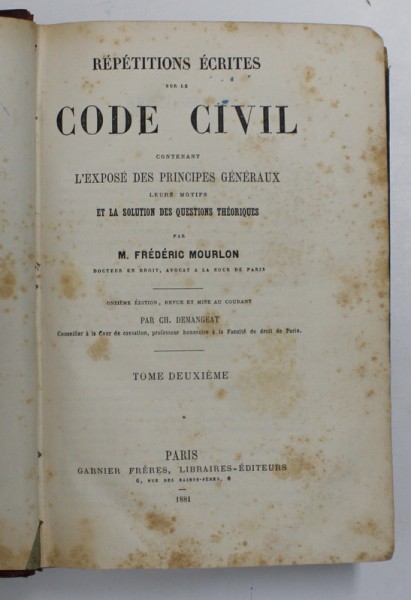 RÉPÉTITIONS ÉCRITES
SUR LE
CODE CIVIL
CONTENANT
L'EXPOSÉ DES PRINCIPES GÉNÉRAUX
LEURS MOTIFS
ET LA SOLUTION DES QUESTIONS THÉORIQUES
PAR
M. FRÉDÉRIC MOURLON
DOCTEUR EN DROIT, AVOCAT A LA COUR DE PARIS
ONZIÈME ÉDITION, REVUE ET MISE AU COURANT
PAR CH. DEMANGEAT
Conseiller à la Cour de cassation, professeur honoraire à la Faculté de droit de Paris.
TOME DEUXIÈME
PARIS
GARNIER FRÈRES, LIBRAIRES-ÉDITEURS
6, RUE DES SAINTS-PÈRES, 6
1881